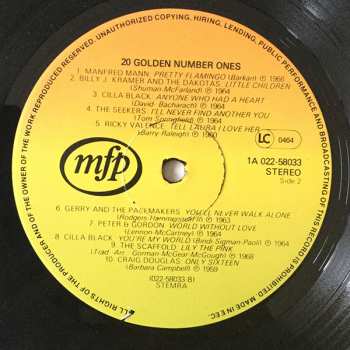 UNAUTHORIZED COPYING, HIRING, LENDING, PUBLIC PERFORMANCE AND BROADCASTING OF THIS RECORD PROHIBITED. MADE IN EEC.
ALL RIGHTS OF THE PRODUCER AND OF THE OWNER OF THE WORK REPRODUCED RESERVED.
20 GOLDEN NUMBER ONES
1. MANFRED MANN: PRETTY FLAMINGO (Barkan) ℗ 1966
2. BILLY J. KRAMER AND THE DAKOTAS: LITTLE CHILDREN
(Shuman McFarland) ℗ 1964
3. CILLA BLACK: ANYONE WHO HAD A HEART
(David - Bacharach) ℗ 1964
4. THE SEEKERS: I'LL NEVER FIND ANOTHER YOU
(Tom Springfield) ℗ 1964
5. RICKY VALENCE: TELL LAURA I LOVE HER
(Barry Raleigh) ℗ 1960
LC 0464
mfp
1A 022-58033
STEREO
Side 2
6. GERRY AND THE PACEMAKERS: YOU'LL NEVER WALK ALONE
(Rodgers Hammerstein II) ℗ 1963
7. PETER & GORDON: WORLD WITHOUT LOVE
(Lennon McCartney) ℗ 1964
8. CILLA BLACK: YOU'RE MY WORLD (Bindi Sigman Paoli) ℗ 1964
9. THE SCAFFOLD: LILY THE PINK
(Trad -Arr. Gorman McGear McGough) ℗ 1968
10. CRAIG DOUGLAS: ONLY SIXTEEN
(Barbara Campbell) ℗ 1959
(022-58033 B)
STEMRA